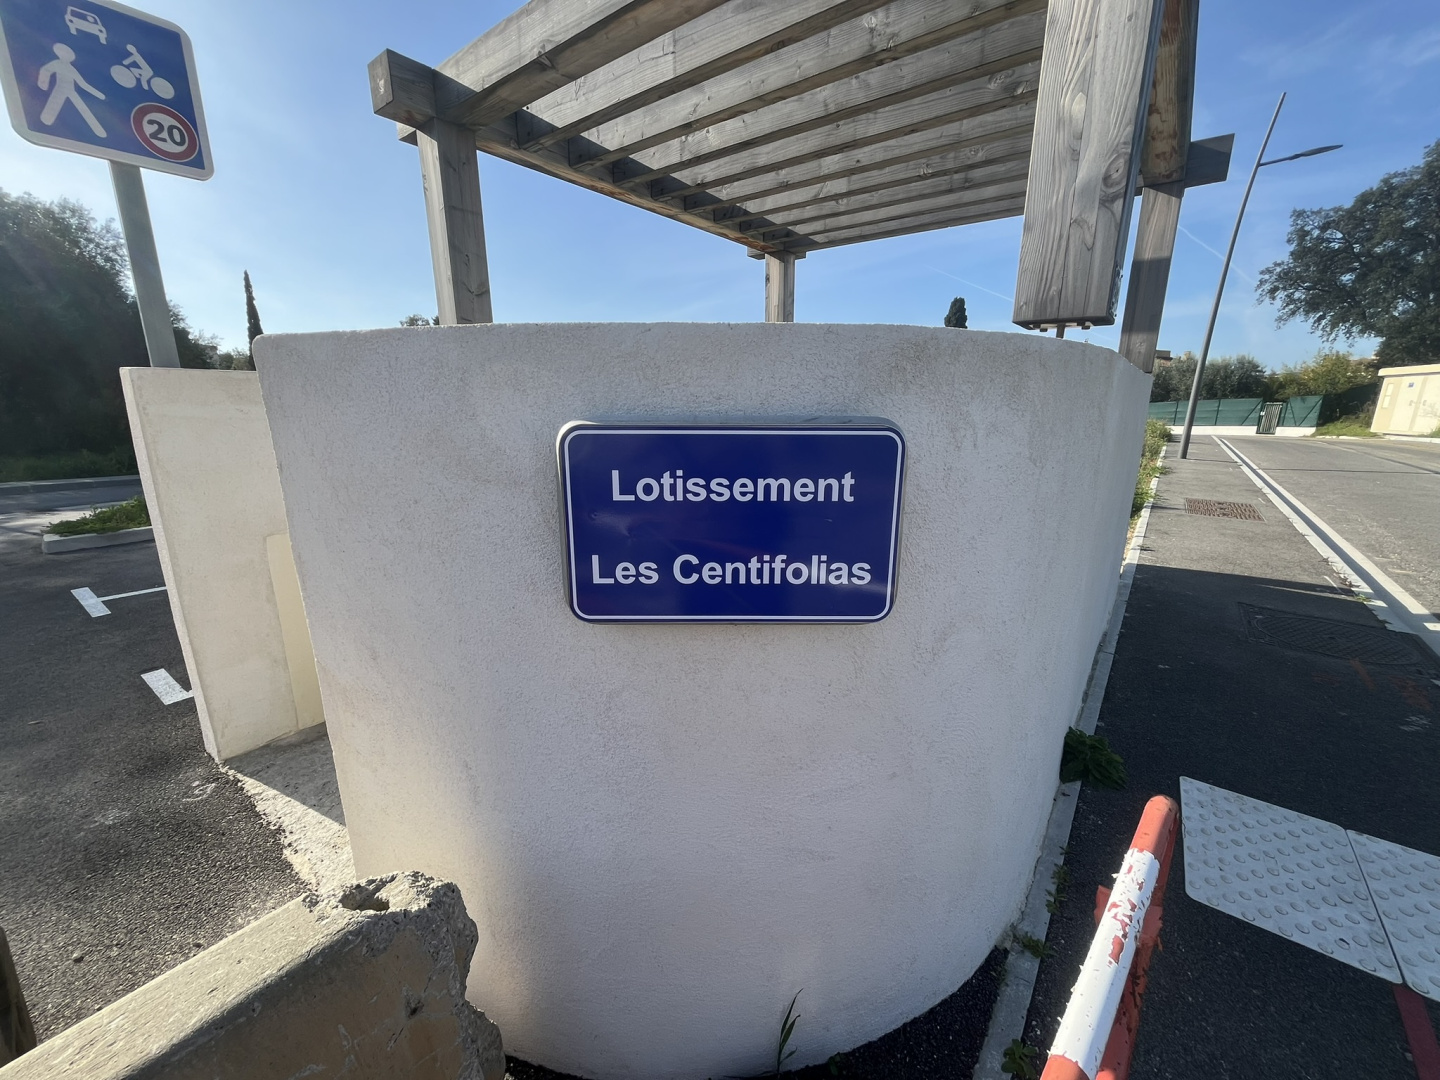 20
Lotissement
Les Centifolias